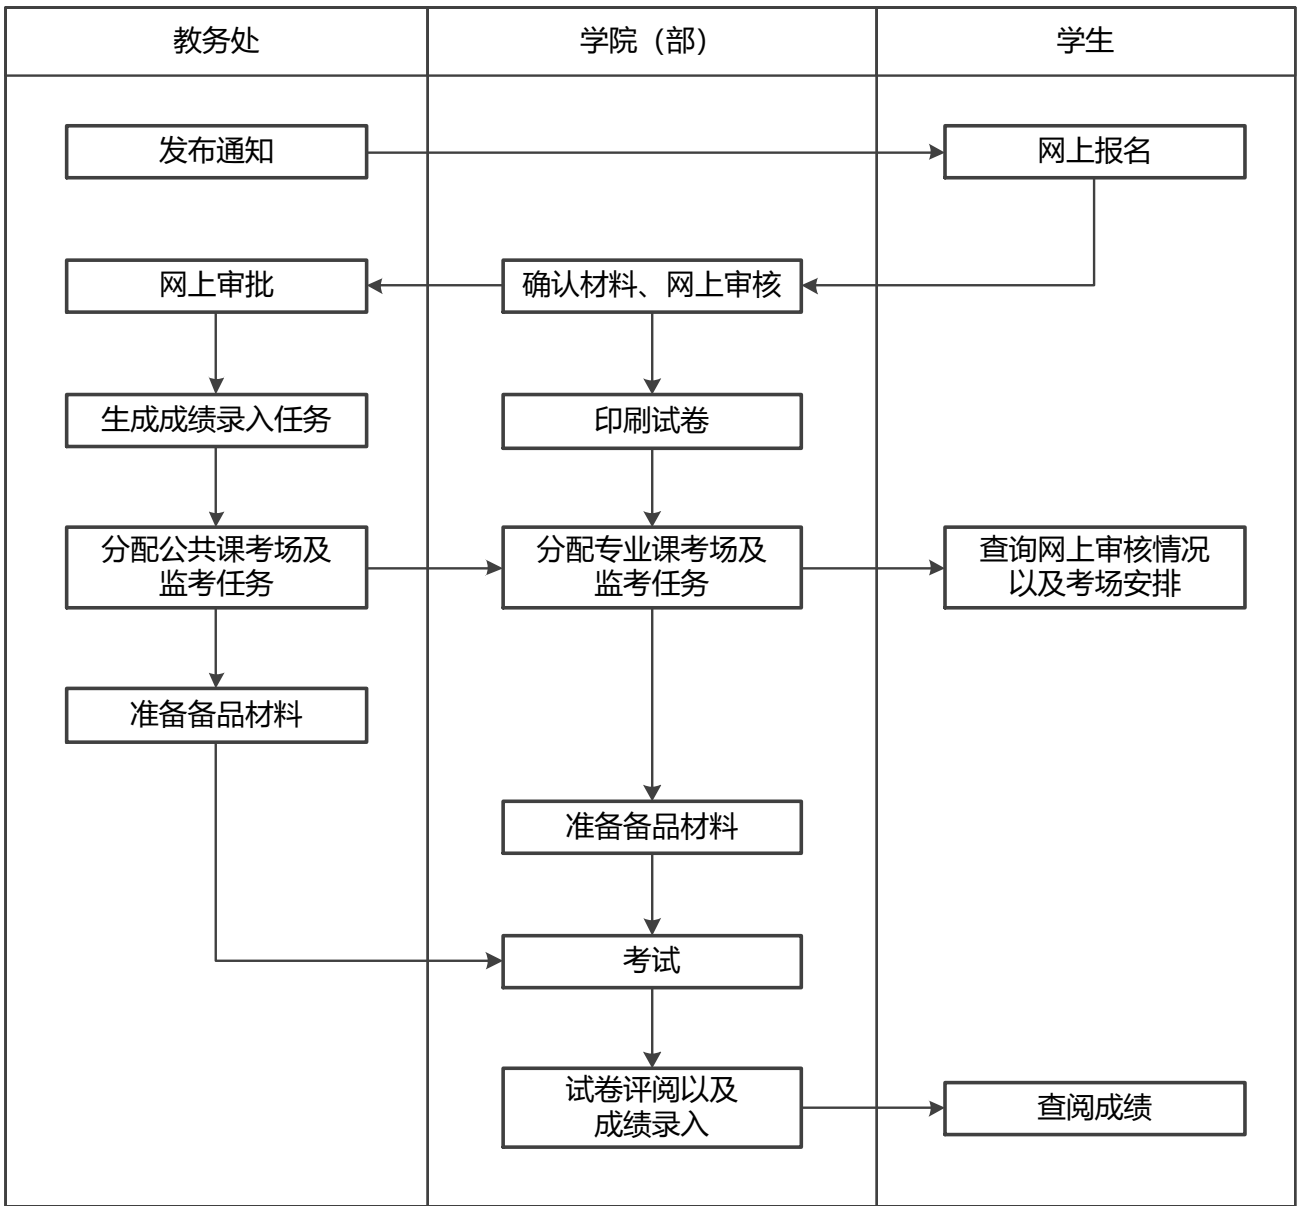 教务处
学院（部）
学生
发布通知
网上报名
网上审批
确认材料、网上审核
生成成绩录入任务
印刷试卷
分配公共课考场及
监考任务
分配专业课考场及
监考任务
查询网上审核情况
以及考场安排
准备备品材料
准备备品材料
考试
试卷评阅以及
成绩录入
查阅成绩